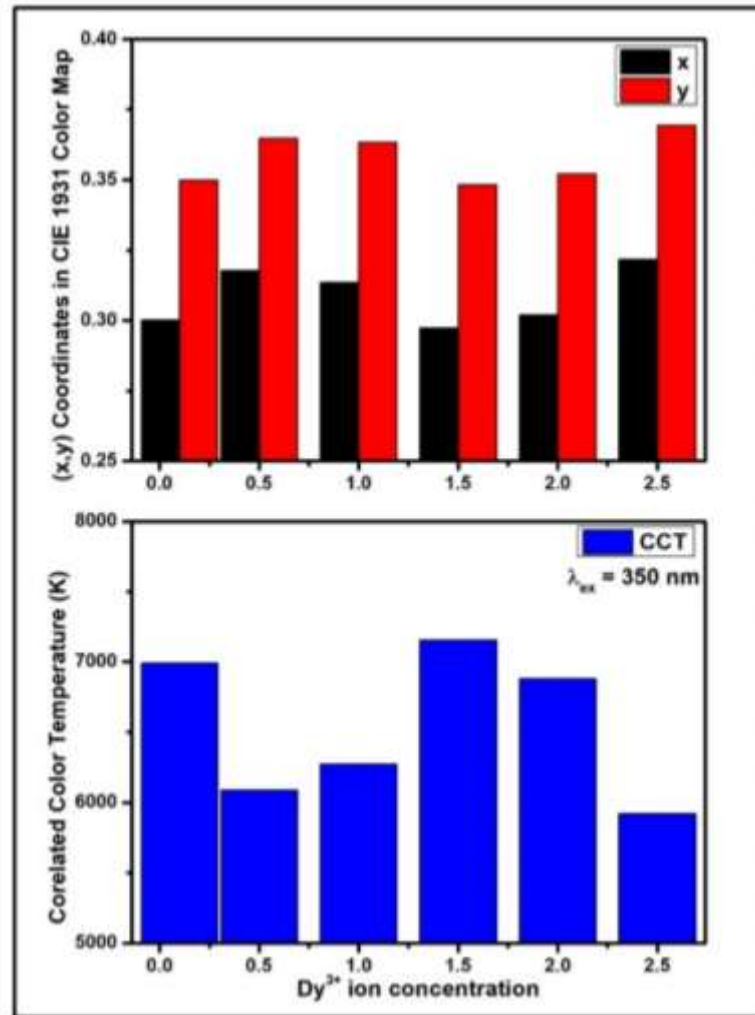 (x,y) Coordinates in CIE 1931 Color Map
0.40
0.35
0.30
0.25
x
y
0.0 0.5 1.0 1.5 2.0 2.5
Corelated Color Temperature (K)
8000
7000
6000
5000
CCT
λex = 350 nm
0.0 0.5 1.0 1.5 2.0 2.5
Dy³⁺ ion concentration